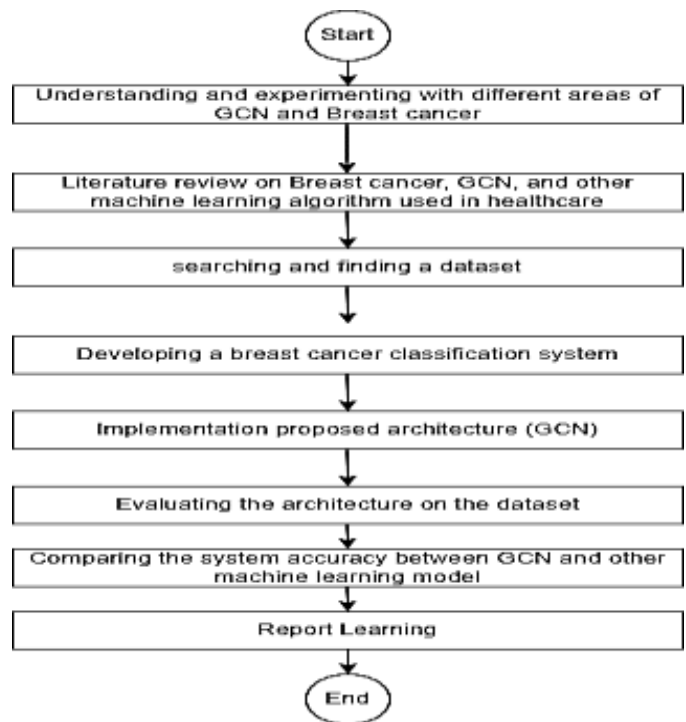 Start
Understanding and experimenting with different areas of
GCN and Breast cancer
Literature review on Breast cancer, GCN, and other
machine learning algorithm used in healthcare
searching and finding a dataset
Developing a breast cancer classification system
Implementation proposed architecture (GCN)
Evaluating the architecture on the dataset
Comparing the system accuracy between GCN and other
machine learning model
Report Learning
End